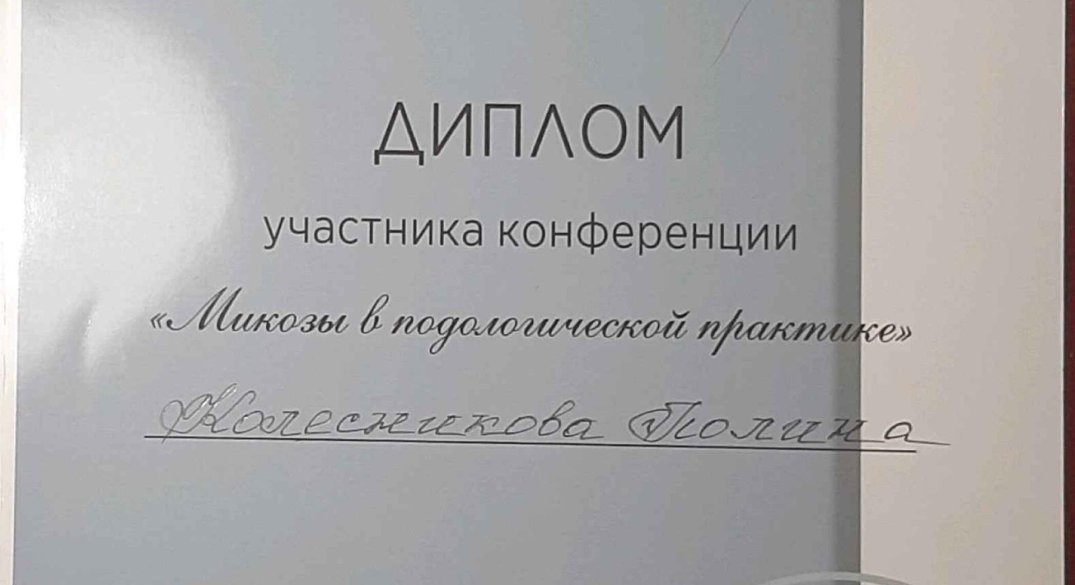 ДИПЛОМ
участника конференции
«Микозы в подологической практике»
Колесникова Полина